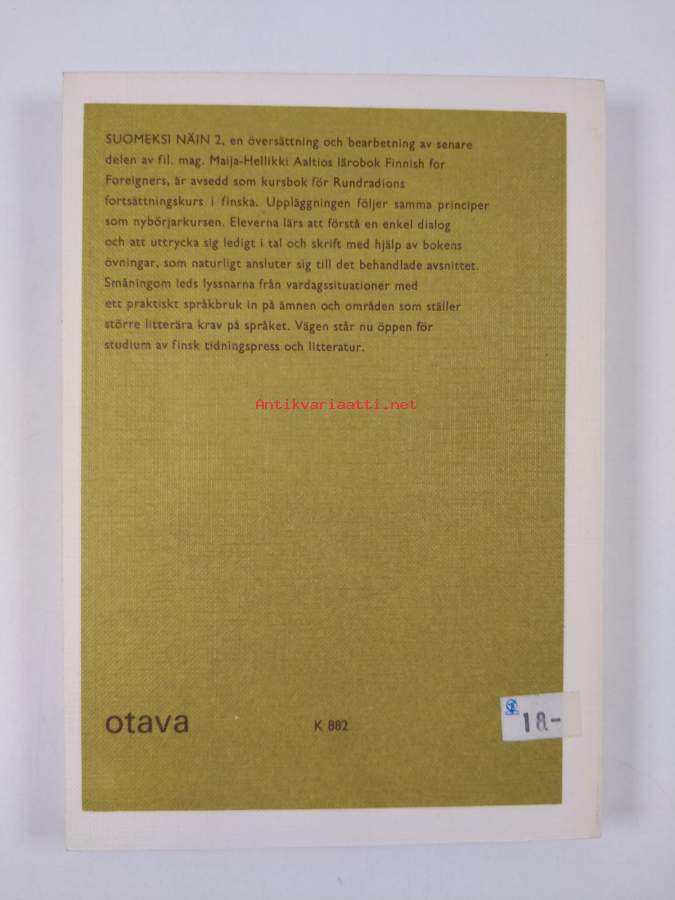 SUOMEKSI NÄIN 2, en översättning och bearbetning av senare
delen av fil. mag. Maija-Hellikki Aaltios lärobok Finnish for
Foreigners, är avsedd som kursbok för Rundradions
fortsättningskurs i finska. Uppläggningen följer samma principer
som nybörjarkursen. Eleverna lärs att förstå en enkel dialog
och att uttrycka sig ledigt i tal och skrift med hjälp av bokens
övningar, som naturligt ansluter sig till det behandlade avsnittet.
Småningom leds lyssnarna från vardagssituationer med
ett praktiskt språkbruk in på ämnen och områden som ställer
större litterära krav på språket. Vägen står nu öppen för
studium av finsk tidningspress och litteratur.
Antikvariaatti.net
otava
K 882
18-